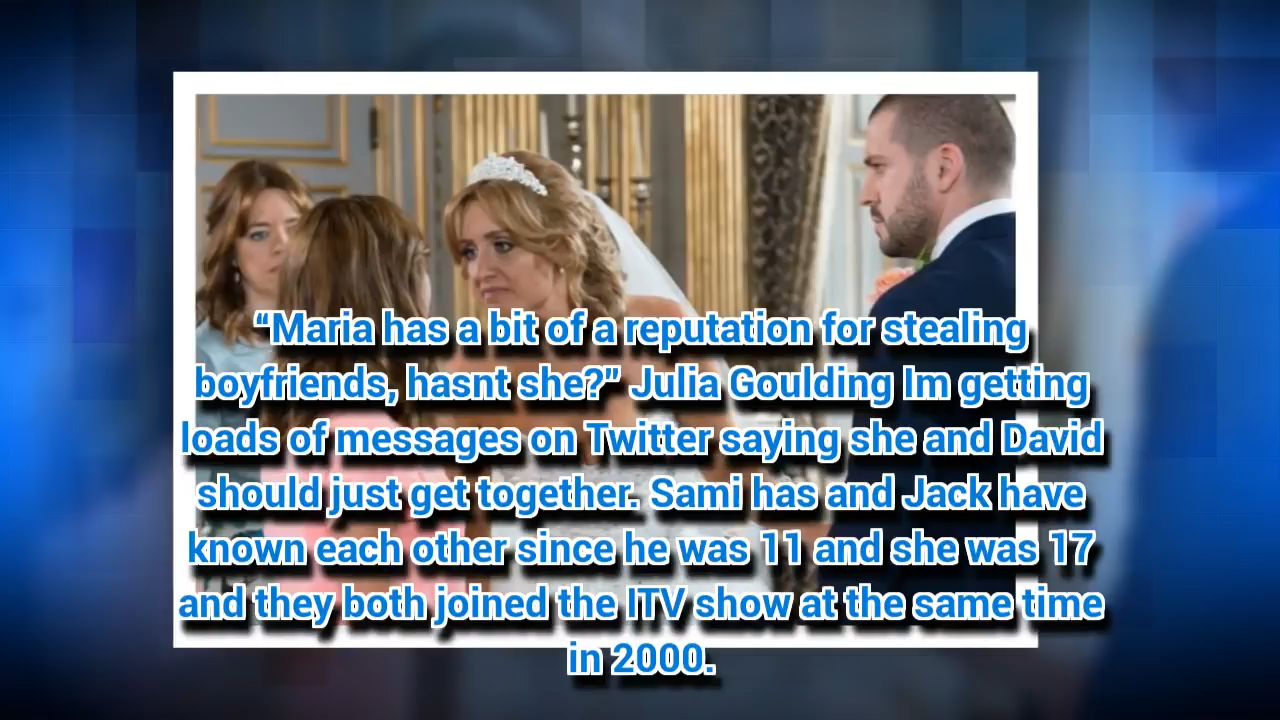 “Maria has a bit of a reputation for stealing
boyfriends, hasnt she?” Julia Goulding Im getting
loads of messages on Twitter saying she and David
should just get together. Sami has and Jack have
known each other since he was 11 and she was 17
and they both joined the ITV show at the same time
in 2000.